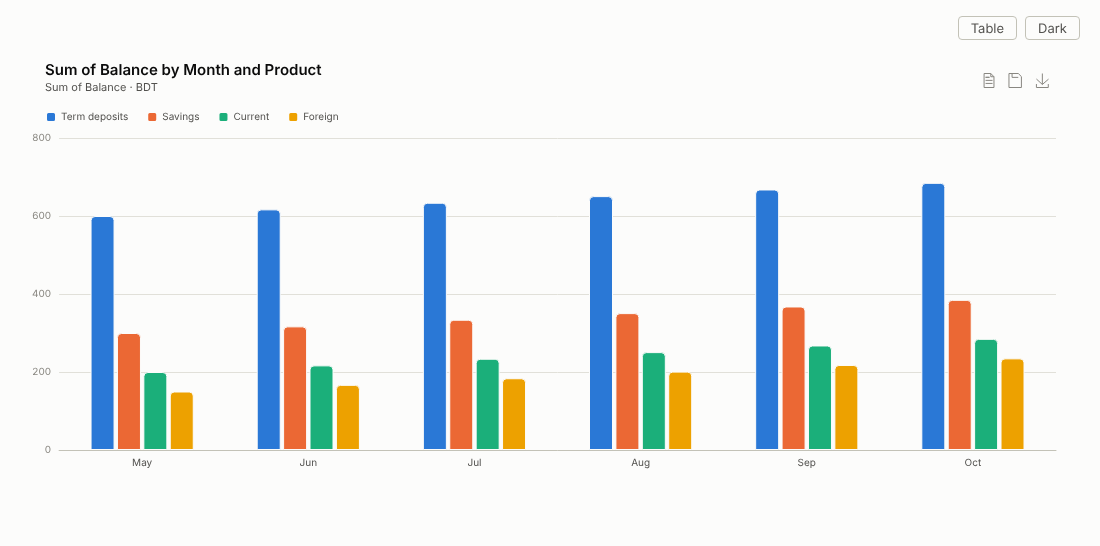 Table Dark
Sum of Balance by Month and Product
Sum of Balance · BDT
Term deposits Savings Current Foreign
800
600
400
200
0
May Jun Jul Aug Sep Oct